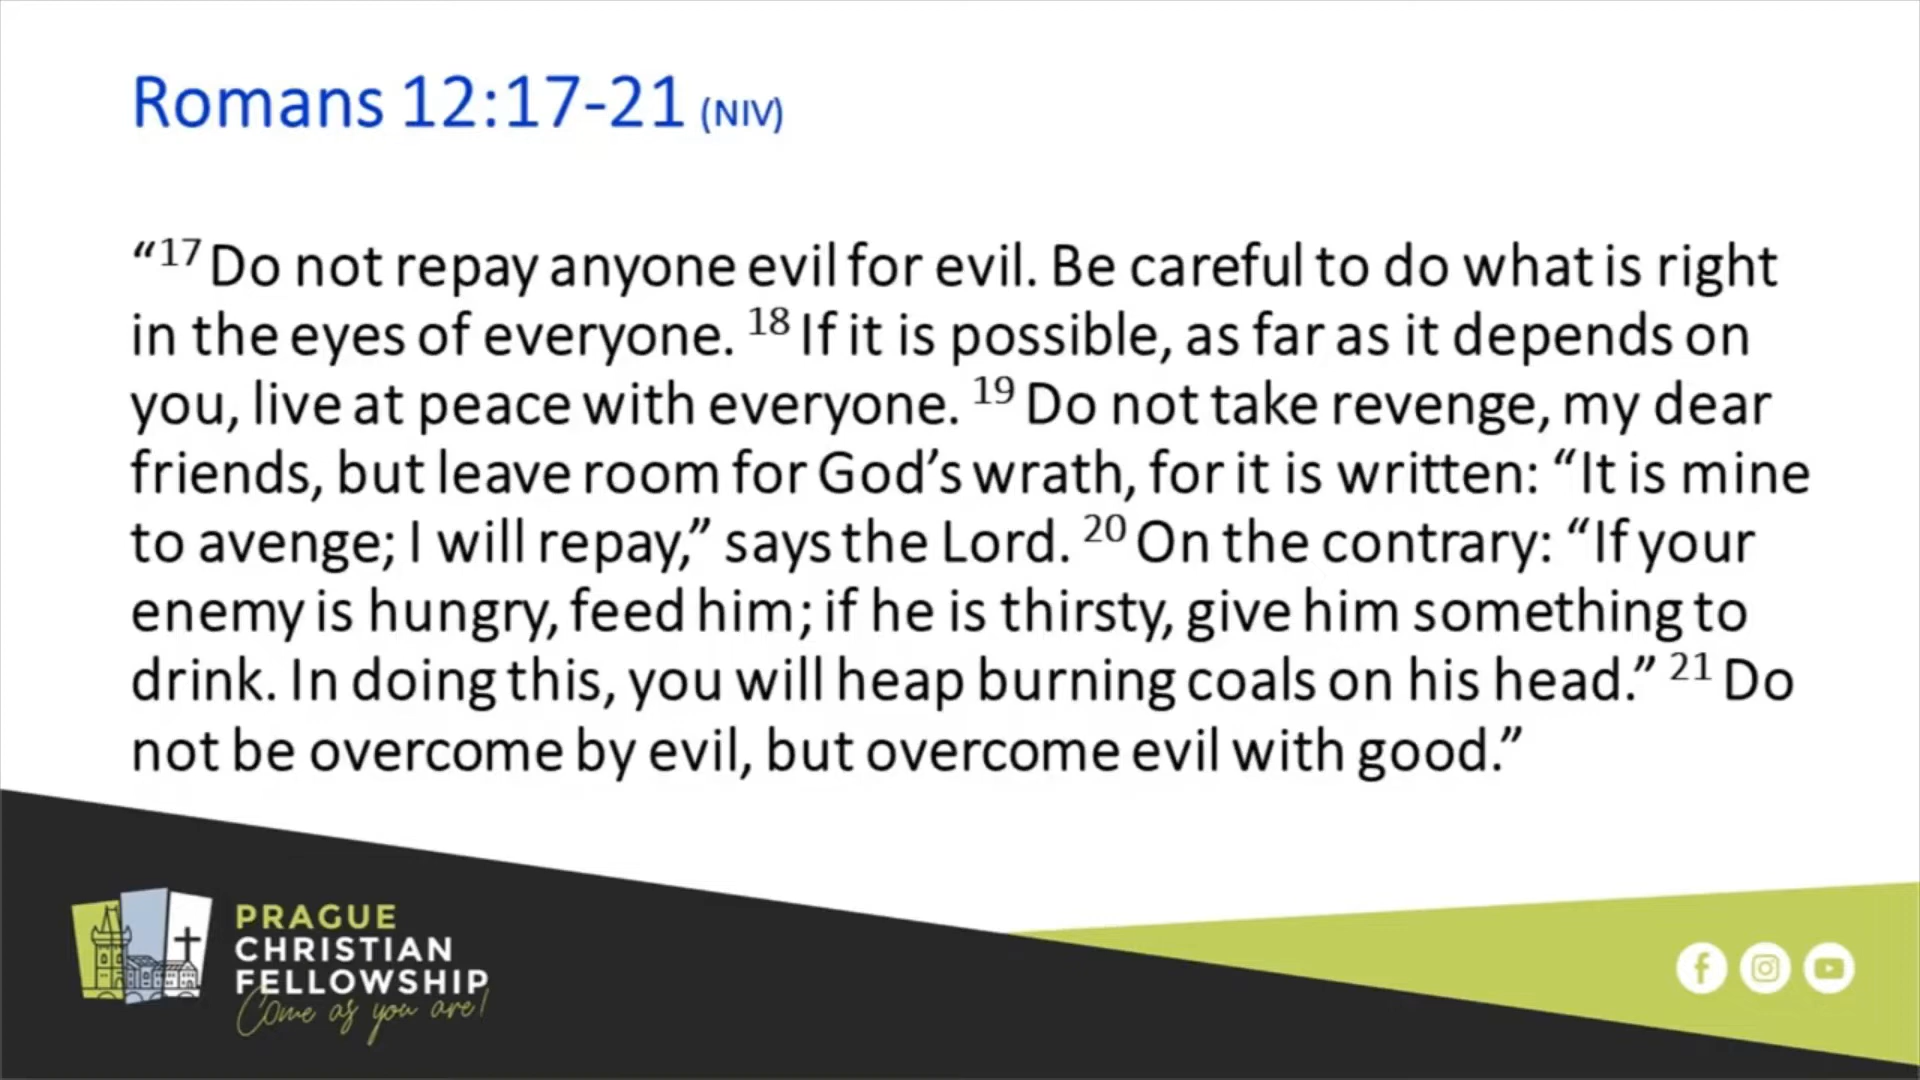 Romans 12:17-21 (NIV)
“17 Do not repay anyone evil for evil. Be careful to do what is right
in the eyes of everyone. 18 If it is possible, as far as it depends on
you, live at peace with everyone. 19 Do not take revenge, my dear
friends, but leave room for God’s wrath, for it is written: “It is mine
to avenge; I will repay,” says the Lord. 20 On the contrary: “If your
enemy is hungry, feed him; if he is thirsty, give him something to
drink. In doing this, you will heap burning coals on his head.” 21 Do
not be overcome by evil, but overcome evil with good.”
PRAGUE
CHRISTIAN
FELLOWSHIP
Come as you are!